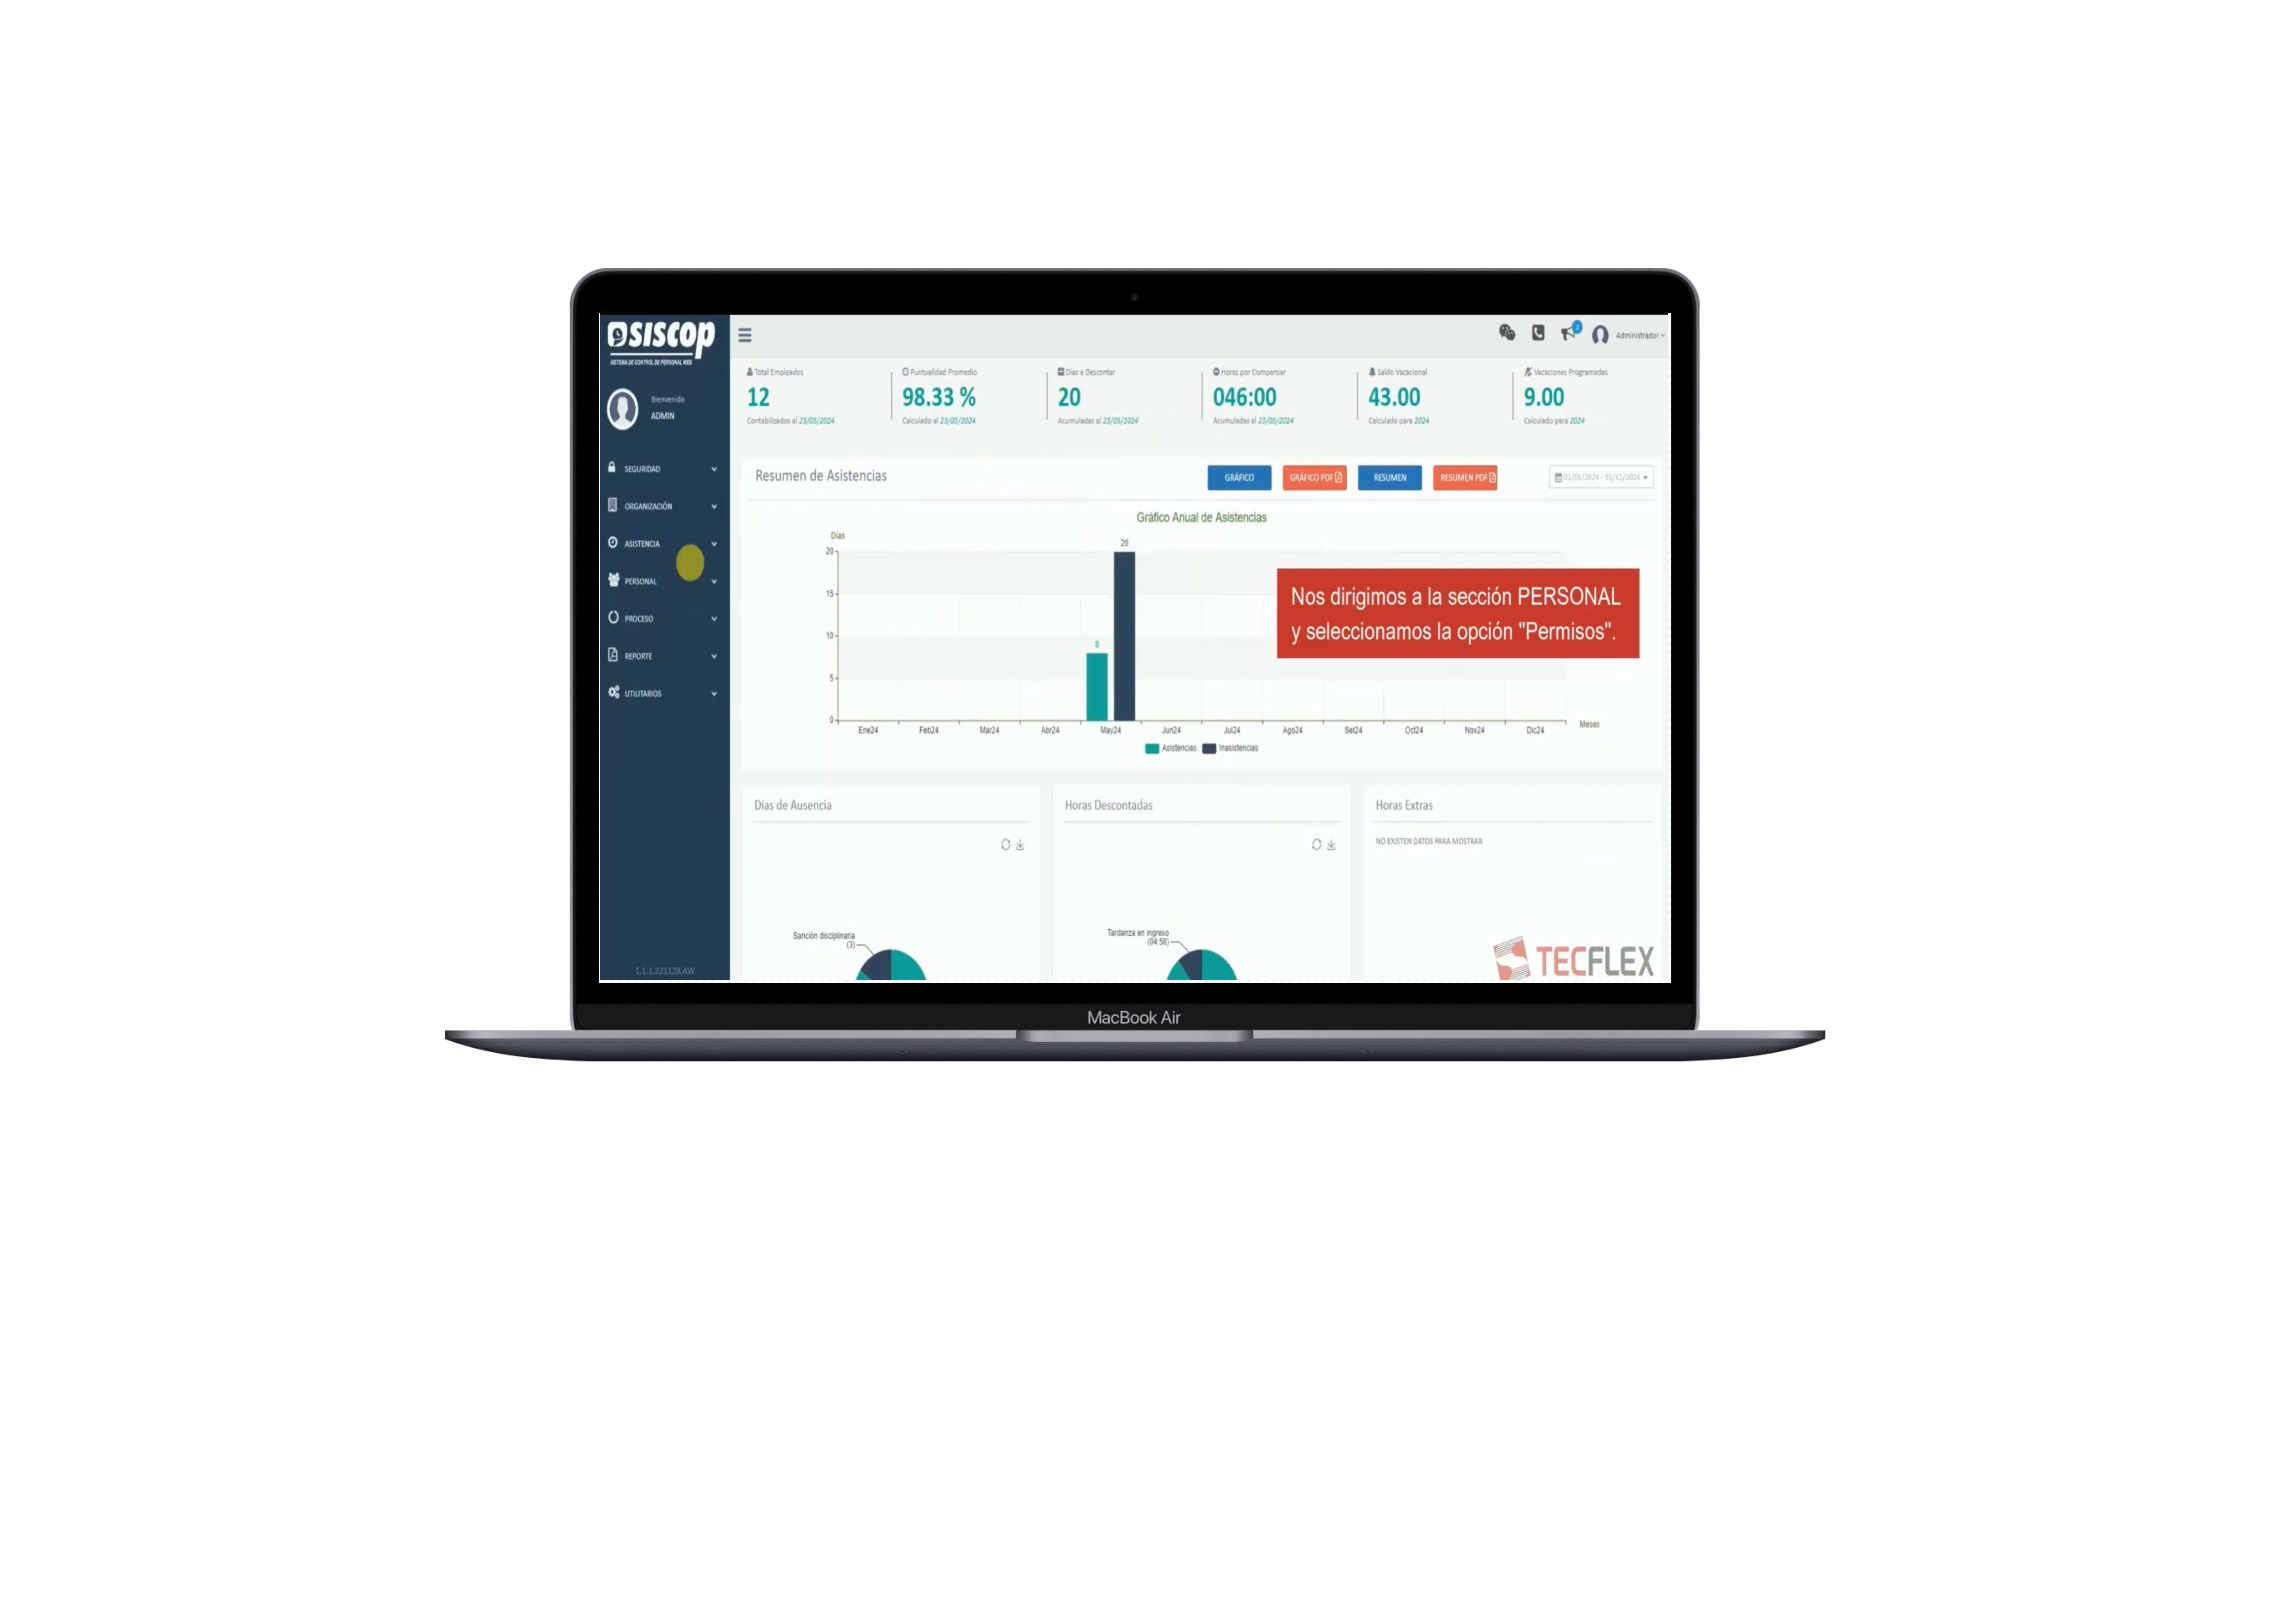 SISCOP
SISTEMA DE CONTROL DE PERSONAL WEB
Bienvenido
ADMIN
SEGURIDAD
ORGANIZACIÓN
ASISTENCIA
PERSONAL
PROCESO
REPORTE
UTILITARIOS
1.1.1.221128.AW
2
Administrador
Total Empleados
12
Contabilizados al 23/05/2024
Puntualidad Promedio
98.33 %
Calculado al 23/05/2024
Días a Descontar
20
Acumuladas al 23/05/2024
Horas por Compensar
046:00
Acumuladas al 23/05/2024
Saldo Vacacional
43.00
Calculado para 2024
Vacaciones Programadas
9.00
Calculado para 2024
Resumen de Asistencias
GRÁFICO
GRÁFICO PDF
RESUMEN
RESUMEN PDF
01/01/2024 - 31/12/2024
Gráfico Anual de Asistencias
Días
20
15
10
5
0
8
20
Ene24 Feb24 Mar24 Abr24 May24 Jun24 Jul24 Ago24 Set24 Oct24 Nov24 Dic24
Meses
Asistencias Inasistencias
Nos dirigimos a la sección PERSONAL
y seleccionamos la opción "Permisos".
Días de Ausencia
Sanción disciplinaria
(3)
Horas Descontadas
Tardanza en ingreso
(04:58)
Horas Extras
NO EXISTEN DATOS PARA MOSTRAR
TECFLEX
MacBook Air